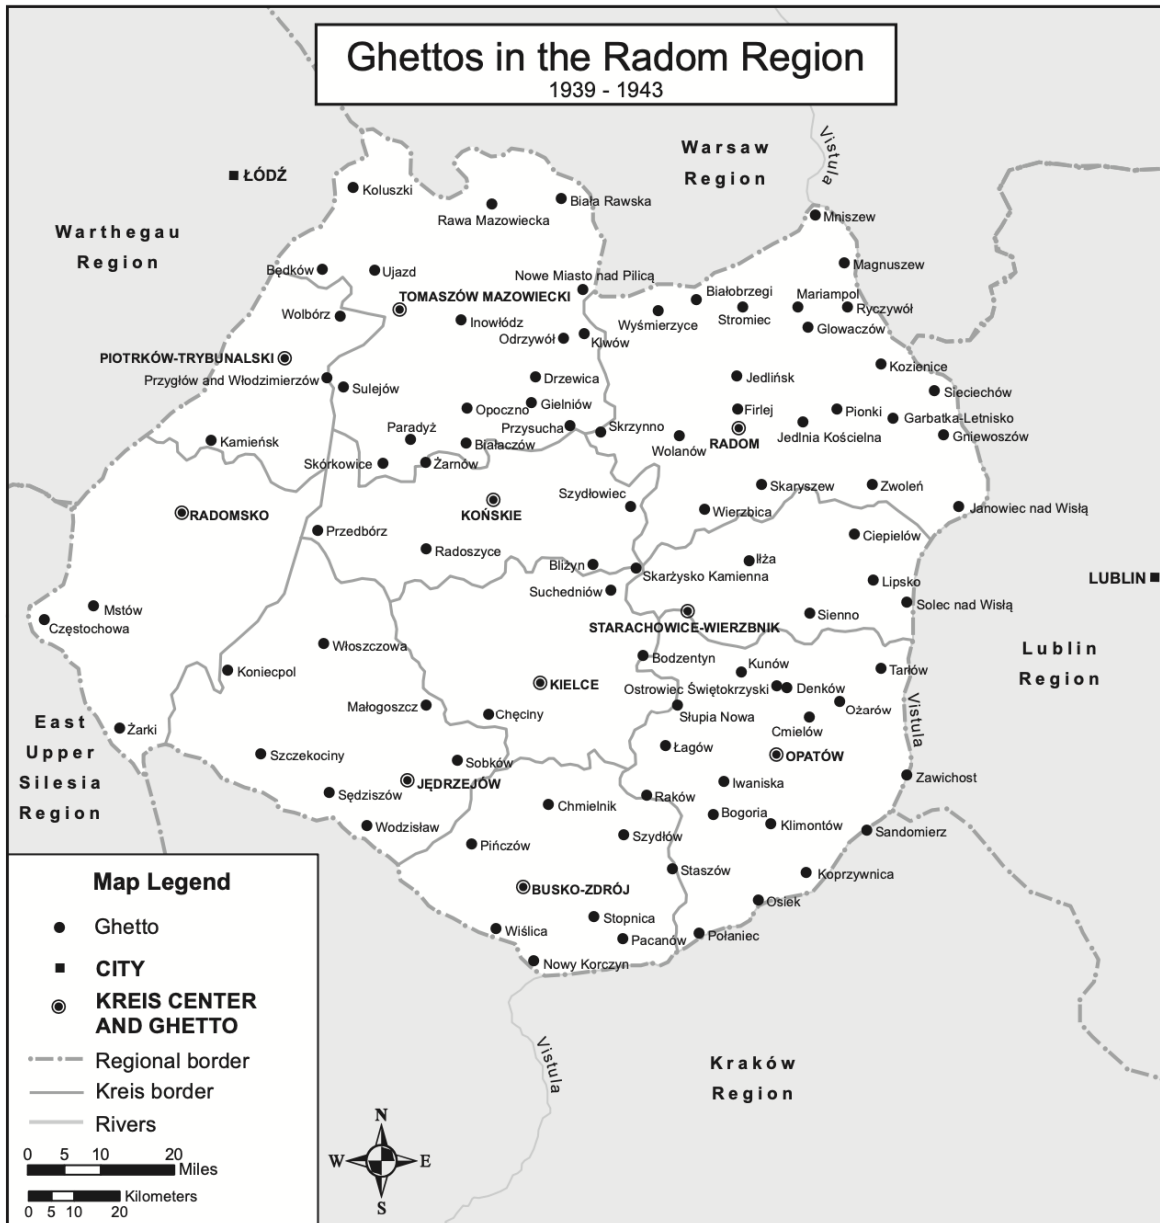 Ghettos in the Radom Region
1939 - 1943
Warsaw
Region
Vistula
ŁÓDŹ
Koluszki
Rawa Mazowiecka
Biała Rawska
Mniszew
Warthegau
Region
Będków
Ujazd
Nowe Miasto nad Pilicą
Magnuszew
TOMASZÓW MAZOWIECKI
Białobrzegi
Mariampol
Wolbórz
Inowłódz
Wyśmierzyce
Stromiec
Ryczywół
Glowaczów
Odrzywół
Klwów
PIOTRKÓW-TRYBUNALSKI
Kozienice
Przygłów and Włodzimierzów
Sulejów
Drzewica
Jedlińsk
Sieciechów
Opoczno
Gielniów
Firlej
Pionki
Garbatka-Letnisko
Paradyż
Przysucha
Skrzynno
RADOM
Jedlnia Kościelna
Gniewoszów
Kamieńsk
Białaczów
Wolanów
Skórkowice
Żarnów
Skaryszew
Zwoleń
Szydłowiec
RADOMSKO
KOŃSKIE
Wierzbica
Janowiec nad Wisłą
Przedbórz
Ciepielów
Radoszyce
Bliżyn
Iłża
Skarżysko Kamienna
LUBLIN
Suchedniów
Lipsko
Mstów
Solec nad Wisłą
Częstochowa
STARACHOWICE-WIERZBNIK
Sienno
Włoszczowa
Bodzentyn
Kunów
Lublin
Region
Koniecpol
Tarłów
KIELCE
Ostrowiec Świętokrzyski
Denków
Małogoszcz
Chęciny
Słupia Nowa
Ożarów
Vistula
Cmielów
East
Upper
Silesia
Region
Żarki
Szczekociny
Sobków
Łagów
OPATÓW
JĘDRZEJÓW
Iwaniska
Zawichost
Sędziszów
Chmielnik
Raków
Bogoria
Wodzisław
Szydłów
Klimontów
Sandomierz
Pińczów
Staszów
Koprzywnica
BUSKO-ZDRÓJ
Osiek
Stopnica
Wiślica
Pacanów
Połaniec
Nowy Korczyn
Vistula
Kraków
Region
Map Legend
Ghetto
CITY
KREIS CENTER
AND GHETTO
Regional border
Kreis border
Rivers
0 5 10 20
Miles
Kilometers
0 5 10 20
N
W E
S